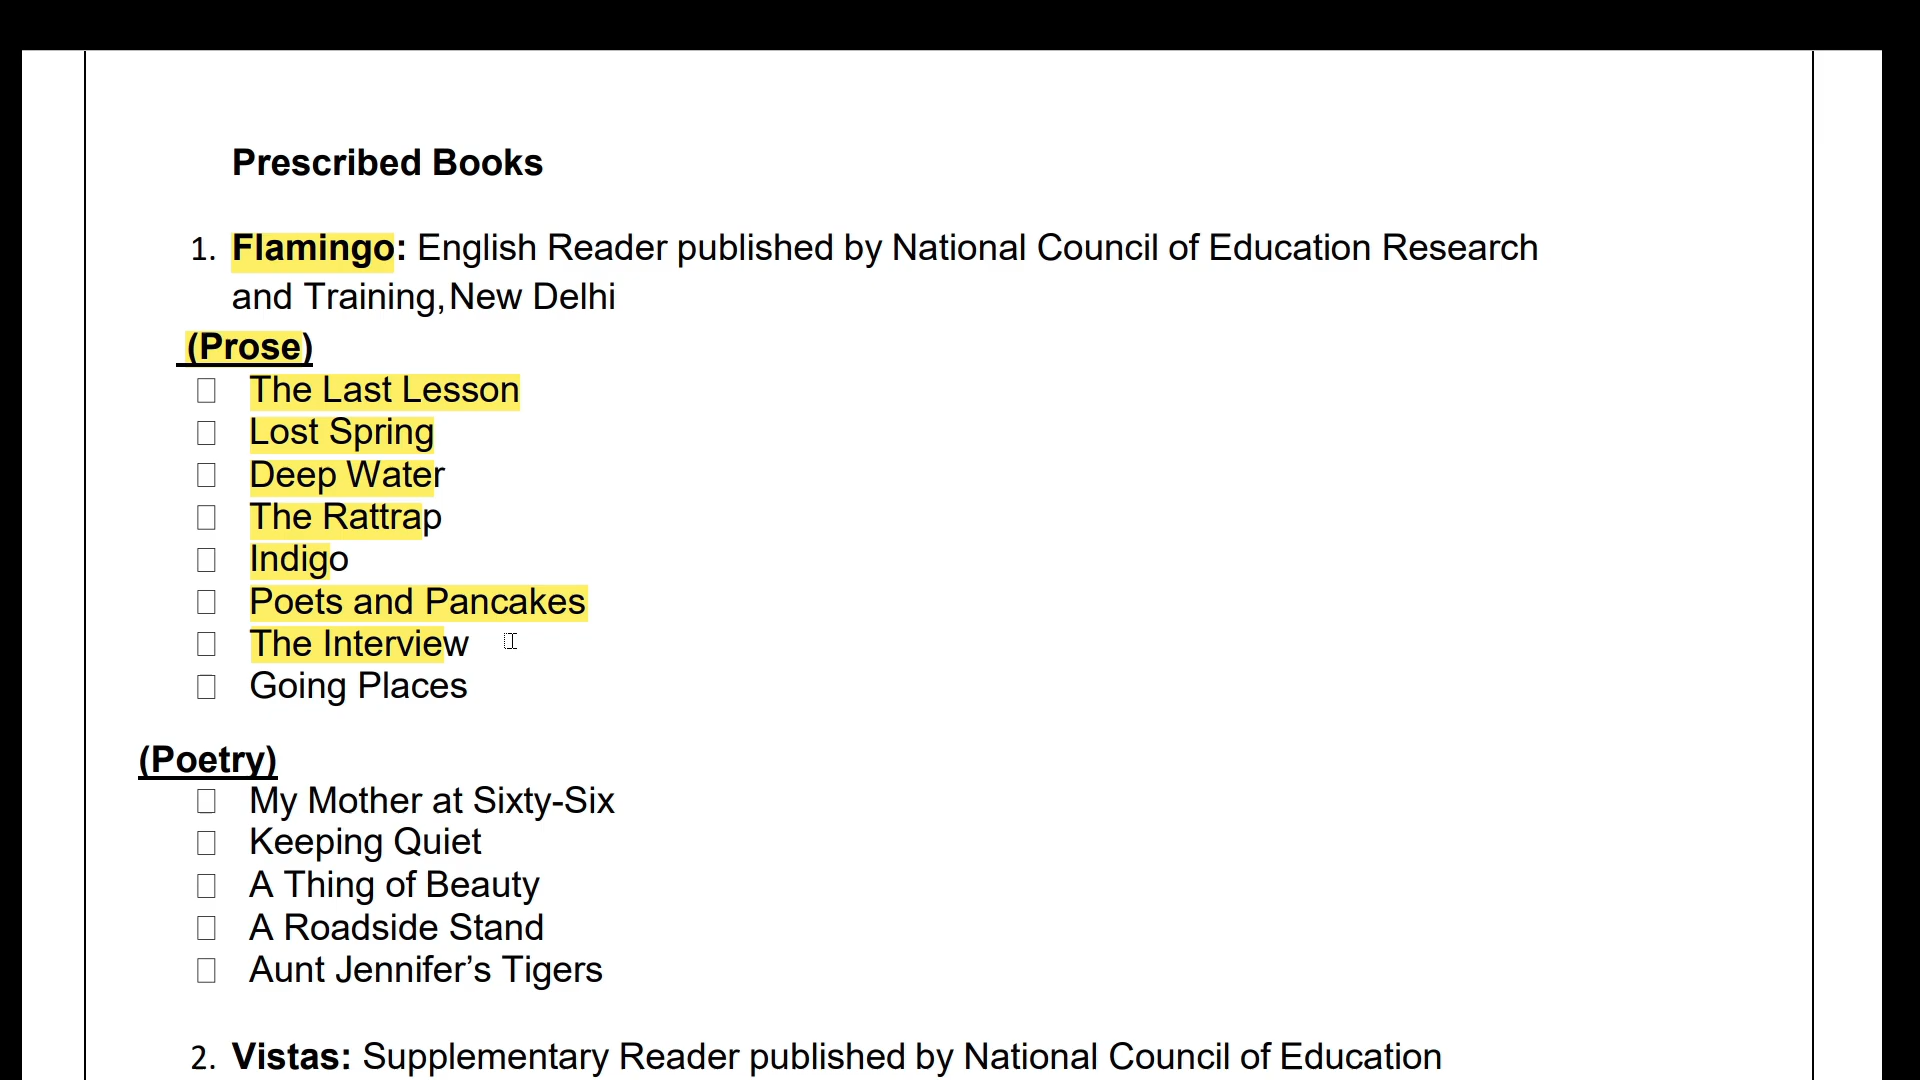 Prescribed Books
1. Flamingo: English Reader published by National Council of Education Research
and Training, New Delhi
(Prose)
The Last Lesson
Lost Spring
Deep Water
The Rattrap
Indigo
Poets and Pancakes
The Interview
Going Places
(Poetry)
My Mother at Sixty-Six
Keeping Quiet
A Thing of Beauty
A Roadside Stand
Aunt Jennifer’s Tigers
2. Vistas: Supplementary Reader published by National Council of Education